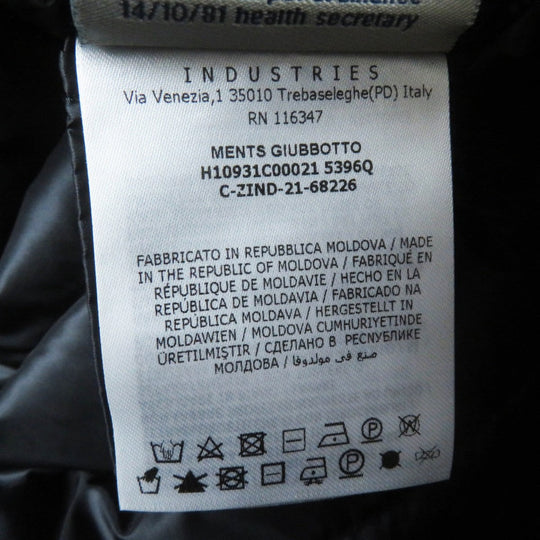 14/10/81 health secretary
INDUSTRIES
Via Venezia,1 35010 Trebaseleghe(PD) Italy
RN 116347
MENTS GIUBBOTTO
H10931C00021 5396Q
C-ZIND-21-68226
FABBRICATO IN REPUBBLICA MOLDOVA / MADE
IN THE REPUBLIC OF MOLDOVA / FABRIQUÉ EN
RÉPUBLIQUE DE MOLDAVIE / HECHO EN LA
REPÚBLICA DE MOLDAVIA / FABRICADO NA
REPÚBLICA MOLDOVA / HERGESTELLT IN
MOLDAWIEN / MOLDOVA CUMHURIYETINDE
ÜRETILMIŞTIR / СДЕЛАНО В РЕСПУБЛИКЕ
МОЛДОВА / صنع في مولدوفا